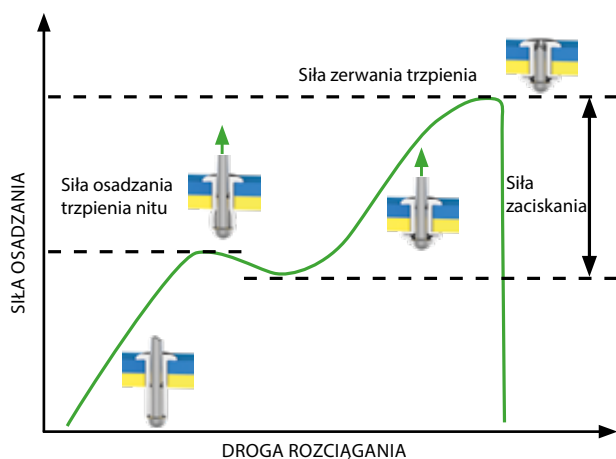 Siła zerwania trzpienia
Siła osadzania
trzpienia nitu
Siła
zaciskania
SIŁA OSADZANIA
DROGA ROZCIĄGANIA